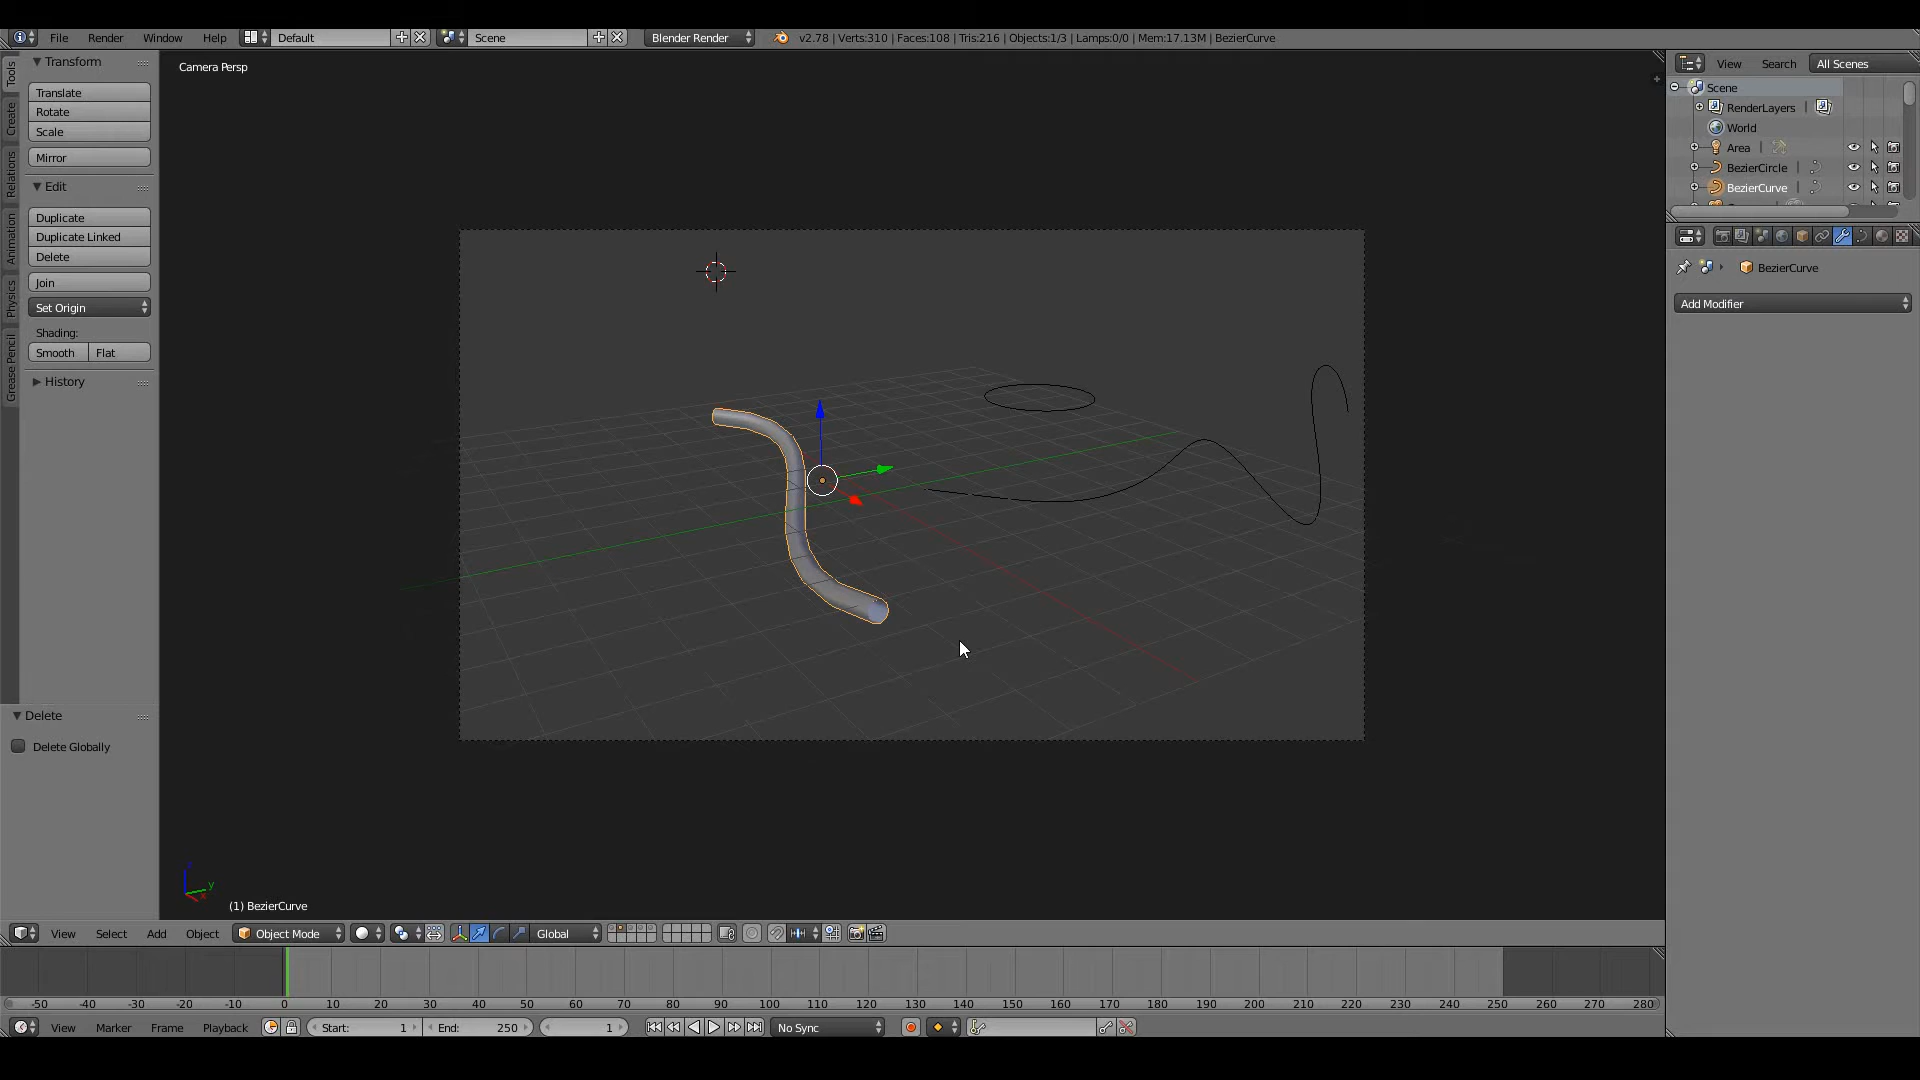 File Render Window Help Default Scene Blender Render v2.78 | Verts:310 | Faces:108 | Tris:216 | Objects:1/3 | Lamps:0/0 | Mem:17.13M | BezierCurve
Tools
Create
Relations
Animation
Physics
Grease Pencil
Transform
Translate
Rotate
Scale
Mirror
Edit
Duplicate
Duplicate Linked
Delete
Join
Set Origin
Shading:
Smooth Flat
History
Delete
Delete Globally
Camera Persp
z
y
x
(1) BezierCurve
View Select Add Object Object Mode Global
View Search All Scenes
Scene
RenderLayers
World
Area
BezierCircle
BezierCurve
BezierCurve
Add Modifier
-50 -40 -30 -20 -10 0 10 20 30 40 50 60 70 80 90 100 110 120 130 140 150 160 170 180 190 200 210 220 230 240 250 260 270 280
View Marker Frame Playback Start: 1 End: 250 1 No Sync